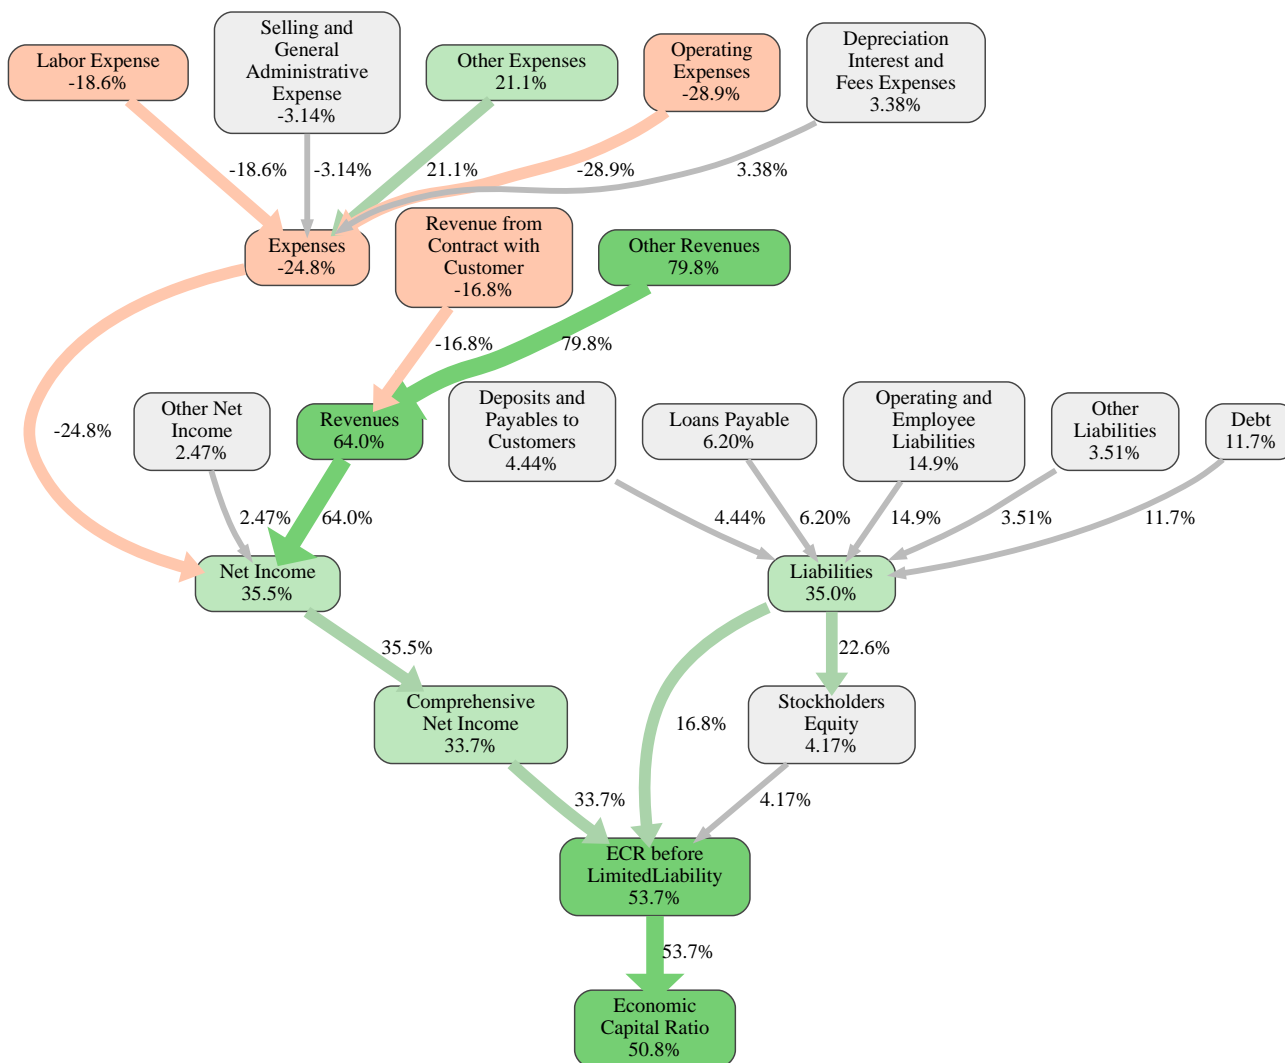 Labor Expense
-18.6%
Selling and
General
Administrative
Expense
-3.14%
Other Expenses
21.1%
Operating
Expenses
-28.9%
Depreciation
Interest and
Fees Expenses
3.38%
-18.6%
-3.14%
21.1%
-28.9%
3.38%
Expenses
-24.8%
Revenue from
Contract with
Customer
-16.8%
Other Revenues
79.8%
-16.8%
79.8%
-24.8%
Other Net
Income
2.47%
Revenues
64.0%
Deposits and
Payables to
Customers
4.44%
Loans Payable
6.20%
Operating and
Employee
Liabilities
14.9%
Other
Liabilities
3.51%
Debt
11.7%
2.47%
64.0%
4.44%
6.20%
14.9%
3.51%
11.7%
Net Income
35.5%
Liabilities
35.0%
35.5%
22.6%
Comprehensive
Net Income
33.7%
16.8%
Stockholders
Equity
4.17%
33.7%
4.17%
ECR before
LimitedLiability
53.7%
53.7%
Economic
Capital Ratio
50.8%